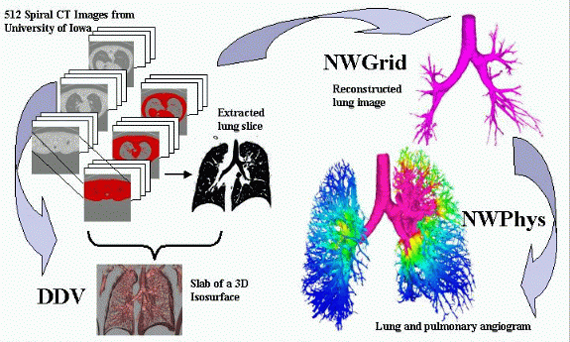 512 Spiral CT Images from
University of Iowa
NWGrid
Reconstructed
lung image
Extracted
lung slice
NWPhys
DDV
Slab of a 3D
Isosurface
Lung and pulmonary angiogram